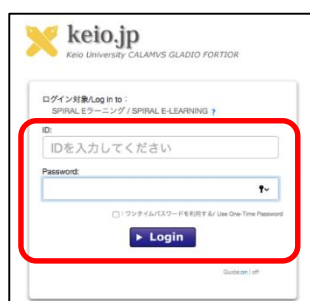 keio.jp
Keio University CALAMVS GLADIO FORTIOR
ログイン対象/Log in to :
SPIRAL Eラーニング / SPIRAL E-LEARNING ?
ID:
IDを入力してください
Password:
：ワンタイムパスワードを利用する/ Use One-Time Password
Login
Guide on | off